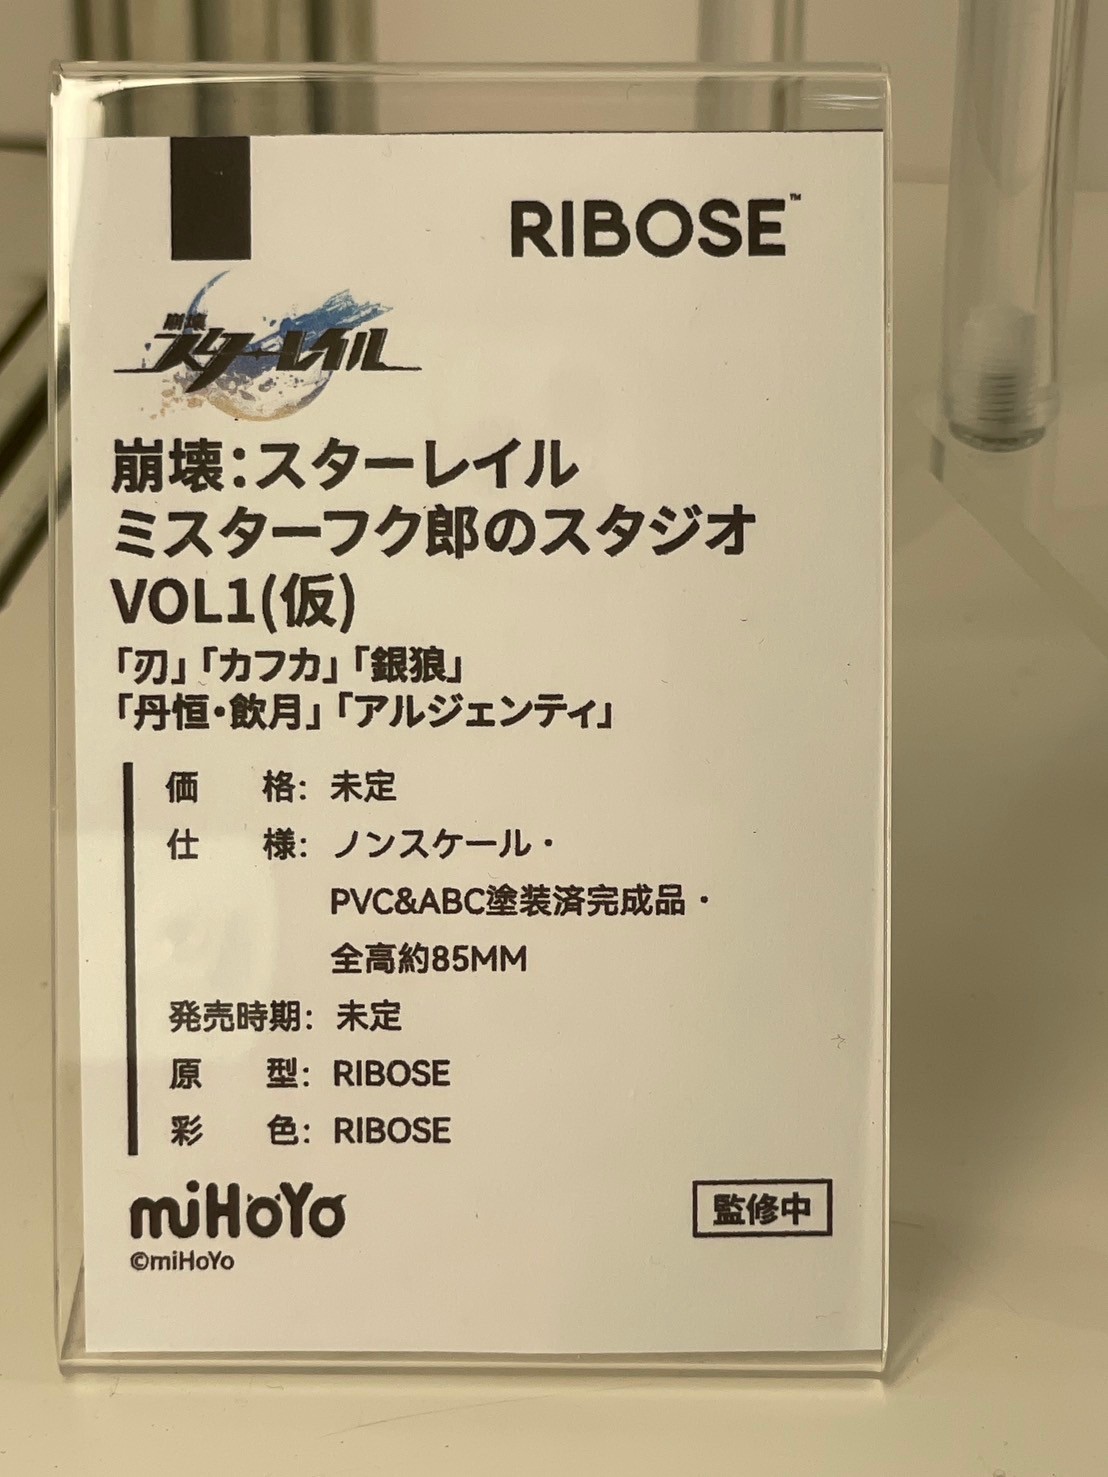 RIBOSE™
崩壊
スターレイル
崩壊：スターレイル
ミスターフク郎のスタジオ
VOL1(仮)
「刃」「カフカ」「銀狼」
「丹恒・飲月」「アルジェンティ」
価 格： 未定
仕 様： ノンスケール・
PVC&ABC塗装済完成品・
全高約85MM
発売時期： 未定
原 型： RIBOSE
彩 色： RIBOSE
miHoYo
監修中
©miHoYo